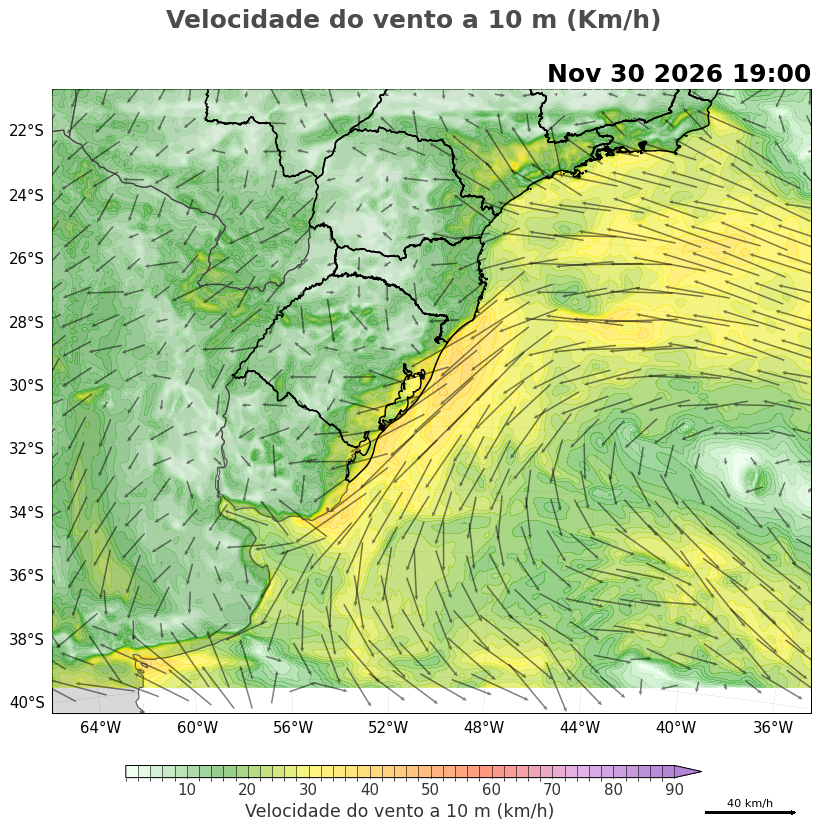 Velocidade do vento a 10 m (Km/h)
Nov 30 2026 19:00
22°S
24°S
26°S
28°S
30°S
32°S
34°S
36°S
38°S
40°S
64°W 60°W 56°W 52°W 48°W 44°W 40°W 36°W
10 20 30 40 50 60 70 80 90
Velocidade do vento a 10 m (km/h)
40 km/h